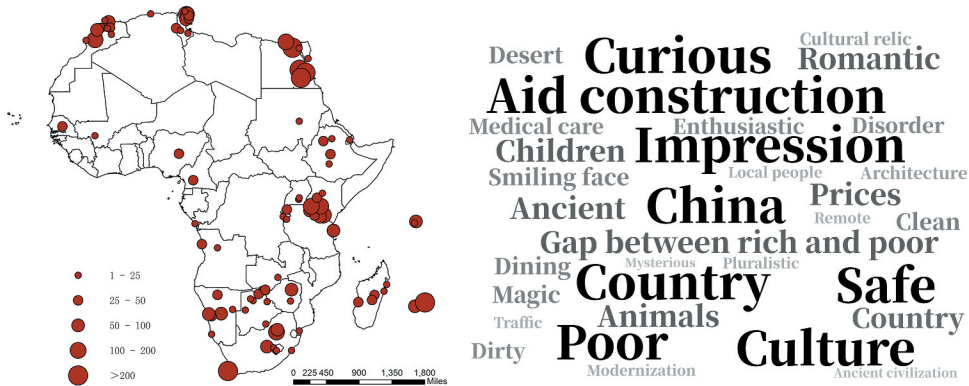 1 - 25
25 - 50
50 - 100
100 - 200
>200
0 225 450 900 1,350 1,800
Miles
Cultural relic
Desert Curious Romantic
Aid construction
Medical care Enthusiastic Disorder
Children Impression
Smiling face Local people Architecture
Ancient China Prices
Remote Clean
Gap between rich and poor
Dining Mysterious Pluralistic
Magic Country Safe
Traffic Animals Country
Dirty Poor Culture
Modernization Ancient civilization